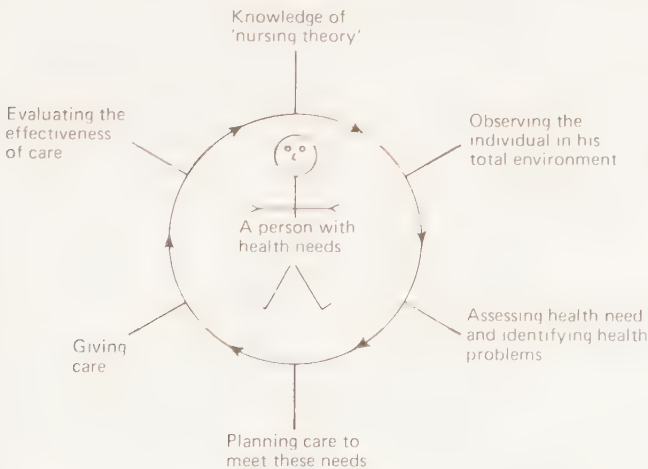 Knowledge of
'nursing theory'
Observing the
individual in his
total environment
Assessing health need
and identifying health
problems
Planning care to
meet these needs
Giving
care
Evaluating the
effectiveness
of care
A person with
health needs